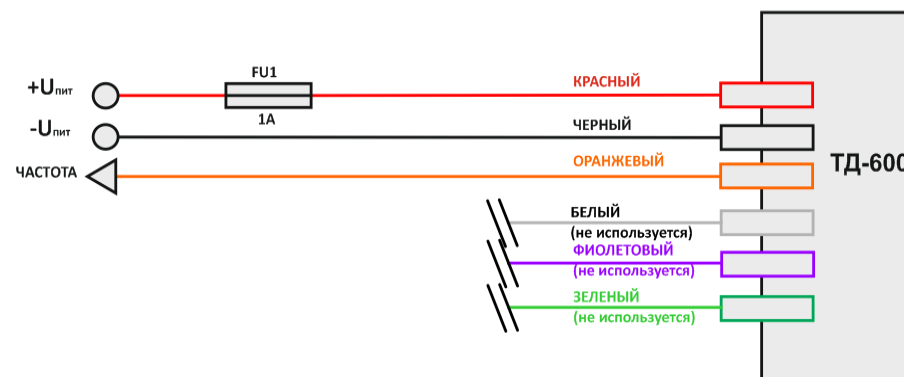 FU1
+Uпит
КРАСНЫЙ
1A
-Uпит
ЧЕРНЫЙ
ЧАСТОТА
ОРАНЖЕВЫЙ
ТД-600
БЕЛЫЙ
(не используется)
ФИОЛЕТОВЫЙ
(не используется)
ЗЕЛЕНЫЙ
(не используется)